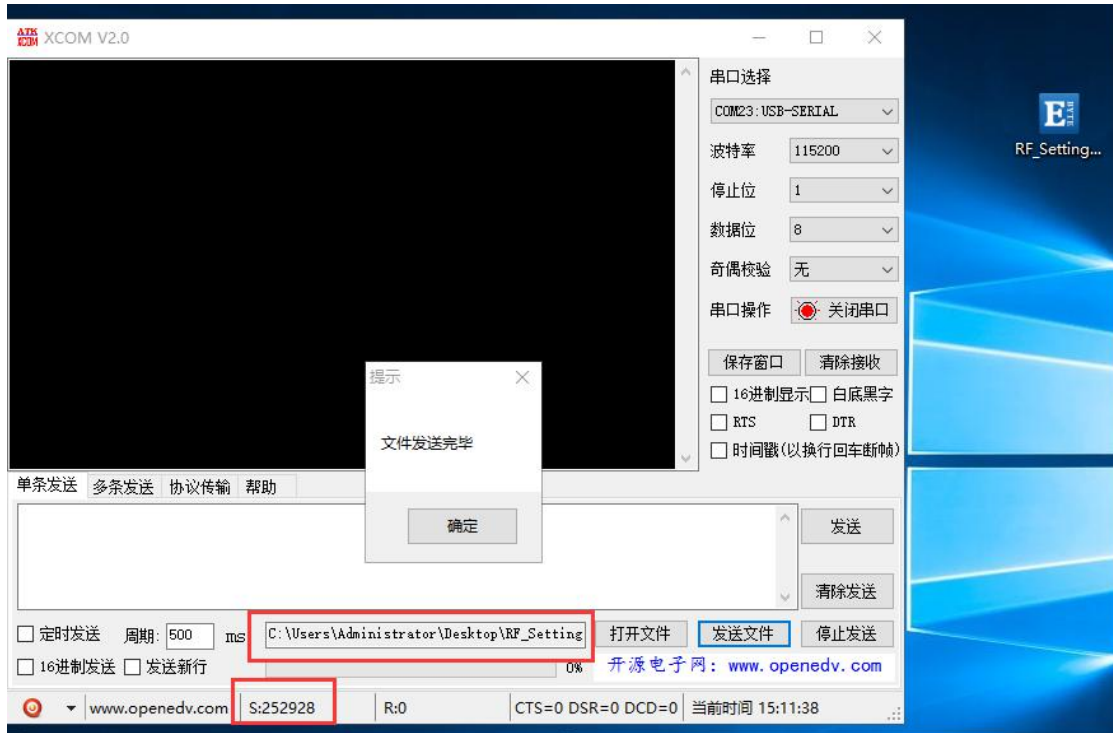 ATK
XCOM
XCOM V2.0
串口选择
COM23:USB-SERIAL
波特率 115200
停止位 1
数据位 8
奇偶校验 无
串口操作 关闭串口
保存窗口 清除接收
16进制显示 白底黑字
RTS DTR
时间戳(以换行回车断帧)
提示
文件发送完毕
确定
单条发送 多条发送 协议传输 帮助
发送
清除发送
定时发送 周期: 500 ms C:\Users\Administrator\Desktop\RF_Setting 打开文件 发送文件 停止发送
16进制发送 发送新行 0% 开源电子网: www.openedv.com
www.openedv.com S:252928 R:0 CTS=0 DSR=0 DCD=0 当前时间 15:11:38
E BYTE
RF_Setting...